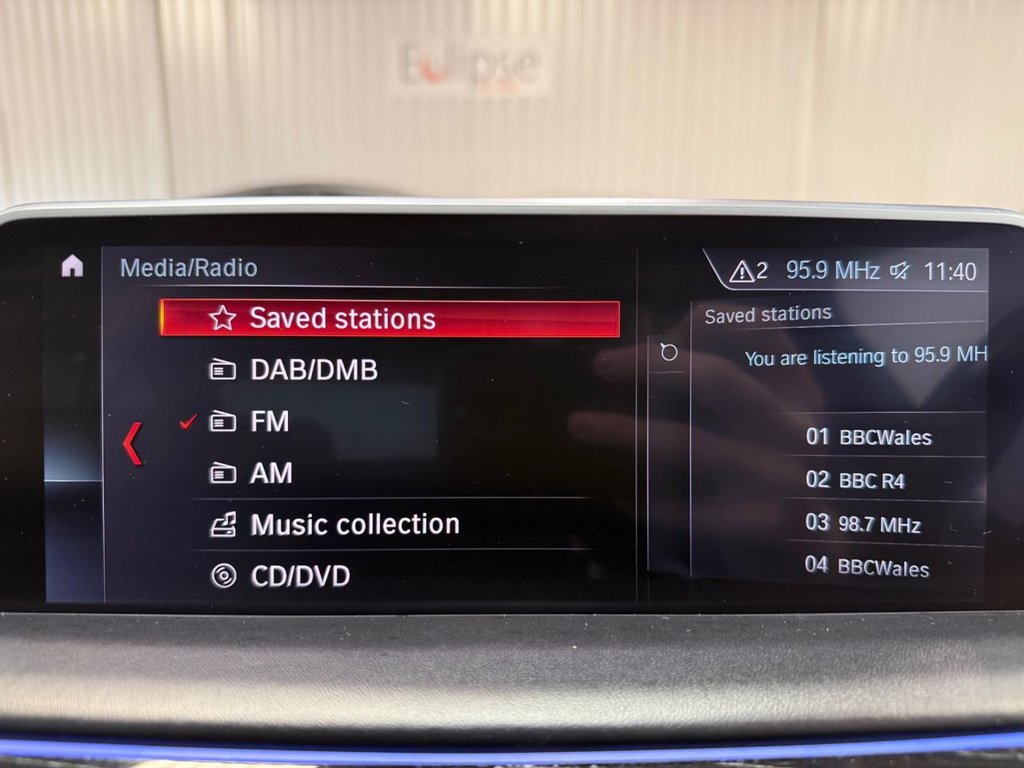 Eclipse
Media/Radio
2 95.9 MHz 11:40
Saved stations
DAB/DMB
FM
AM
Music collection
CD/DVD
Saved stations
You are listening to 95.9 MH
01 BBCWales
02 BBC R4
03 98.7 MHz
04 BBCWales